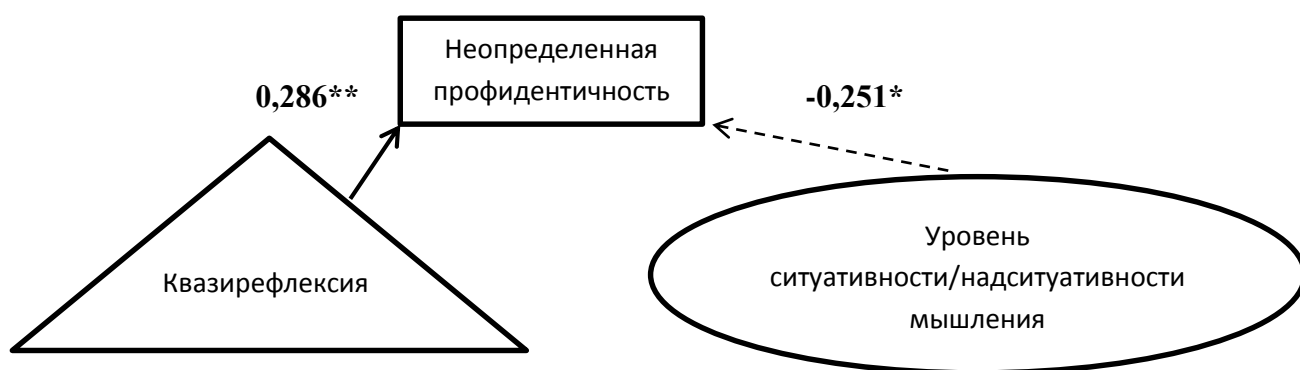 Неопределенная
профидентичность
0,286**
-0,251*
Квазирефлексия
Уровень
ситуативности/надситуативности
мышления